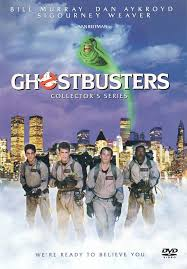 BILL MURRAY DAN AYKROYD
SIGOURNEY WEAVER
GHOSTBUSTERS
COLLECTOR'S SERIES
WE'RE READY TO BELIEVE YOU.
DVD